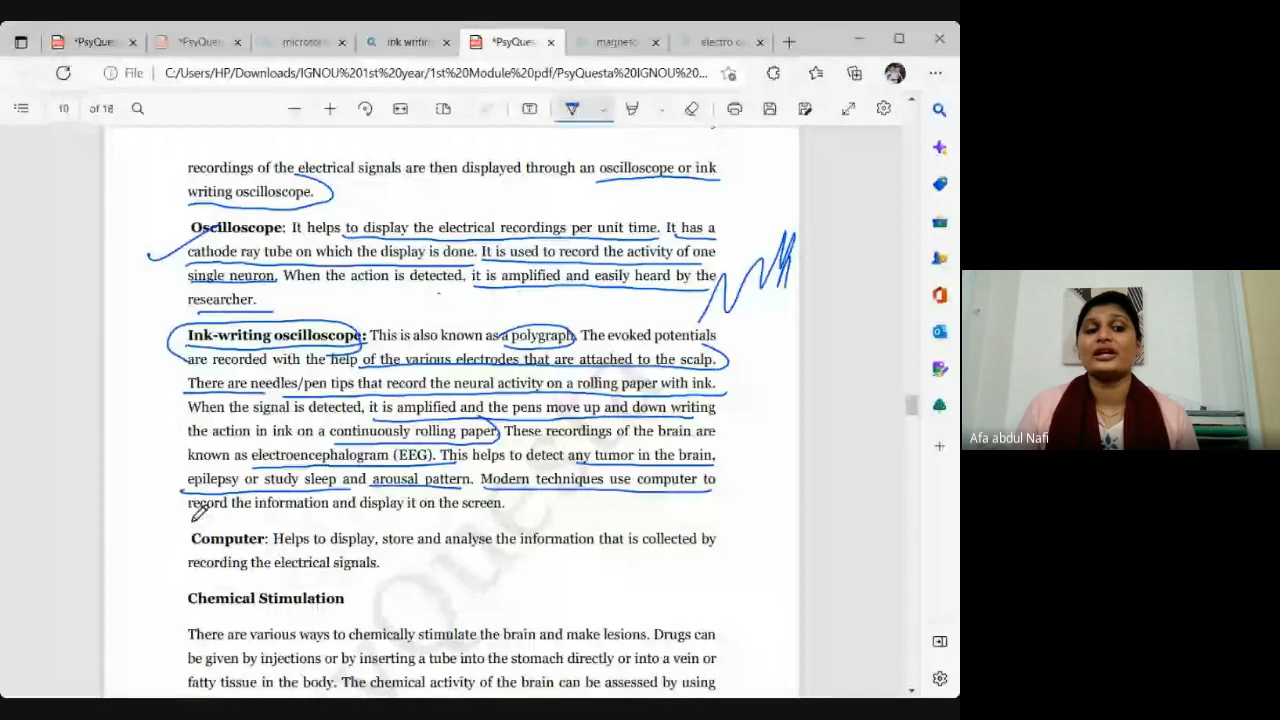 *PsyQue
*PsyQue
microto
ink writin
*PsyQue
magneto
electro c
File
C:/Users/HP/Downloads/IGNOU%201st%20year/1st%20Module%20pdf/PsyQuesta%20IGNOU%20...
10 of 18
recordings of the electrical signals are then displayed through an oscilloscope or ink
writing oscilloscope.
Oscilloscope: It helps to display the electrical recordings per unit time. It has a
cathode ray tube on which the display is done. It is used to record the activity of one
single neuron. When the action is detected, it is amplified and easily heard by the
researcher.
Ink-writing oscilloscope: This is also known as a polygraph. The evoked potentials
are recorded with the help of the various electrodes that are attached to the scalp.
There are needles/pen tips that record the neural activity on a rolling paper with ink.
When the signal is detected, it is amplified and the pens move up and down writing
the action in ink on a continuously rolling paper. These recordings of the brain are
known as electroencephalogram (EEG). This helps to detect any tumor in the brain,
epilepsy or study sleep and arousal pattern. Modern techniques use computer to
record the information and display it on the screen.
Computer: Helps to display, store and analyse the information that is collected by
recording the electrical signals.
Chemical Stimulation
There are various ways to chemically stimulate the brain and make lesions. Drugs can
be given by injections or by inserting a tube into the stomach directly or into a vein or
fatty tissue in the body. The chemical activity of the brain can be assessed by using
Afa abdul Nafi